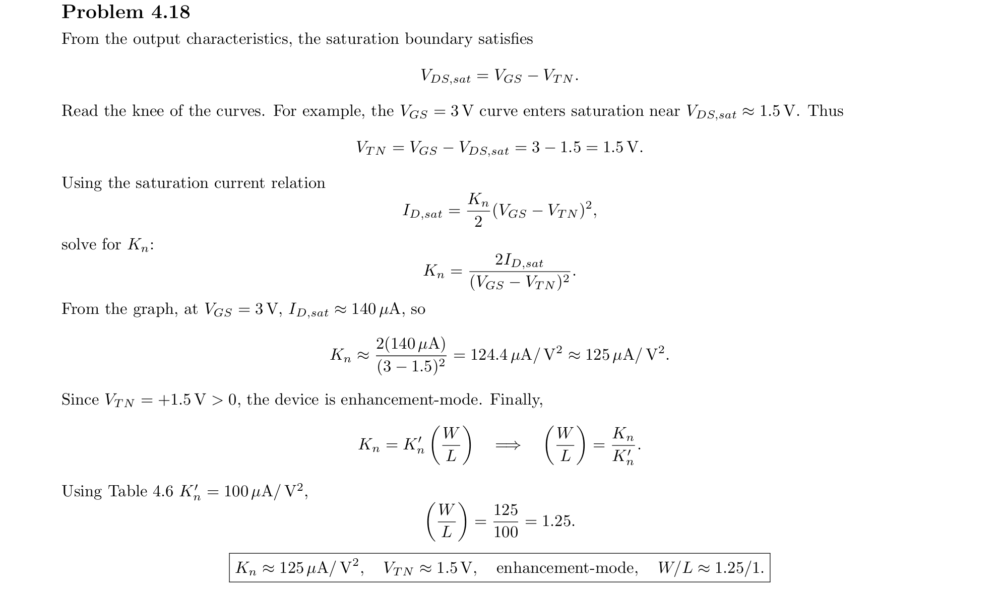 Problem 4.18
From the output characteristics, the saturation boundary satisfies
V_{DS,sat} = V_{GS} − V_{TN}.
Read the knee of the curves. For example, the V_{GS} = 3 V curve enters saturation near V_{DS,sat} ≈ 1.5 V. Thus
V_{TN} = V_{GS} − V_{DS,sat} = 3 − 1.5 = 1.5 V.
Using the saturation current relation
I_{D,sat} = \frac{K_n}{2}(V_{GS} − V_{TN})^2,
solve for K_n:
K_n = \frac{2I_{D,sat}}{(V_{GS} − V_{TN})^2}.
From the graph, at V_{GS} = 3 V, I_{D,sat} ≈ 140 μA, so
K_n ≈ \frac{2(140 μA)}{(3 − 1.5)^2} = 124.4 μA/ V^2 ≈ 125 μA/ V^2.
Since V_{TN} = +1.5 V > 0, the device is enhancement-mode. Finally,
K_n = K'_n (\frac{W}{L}) ⟹ (\frac{W}{L}) = \frac{K_n}{K'_n}.
Using Table 4.6 K'_n = 100 μA/ V^2,
(\frac{W}{L}) = \frac{125}{100} = 1.25.
K_n ≈ 125 μA/ V^2, V_{TN} ≈ 1.5 V, enhancement-mode, W/L ≈ 1.25/1.